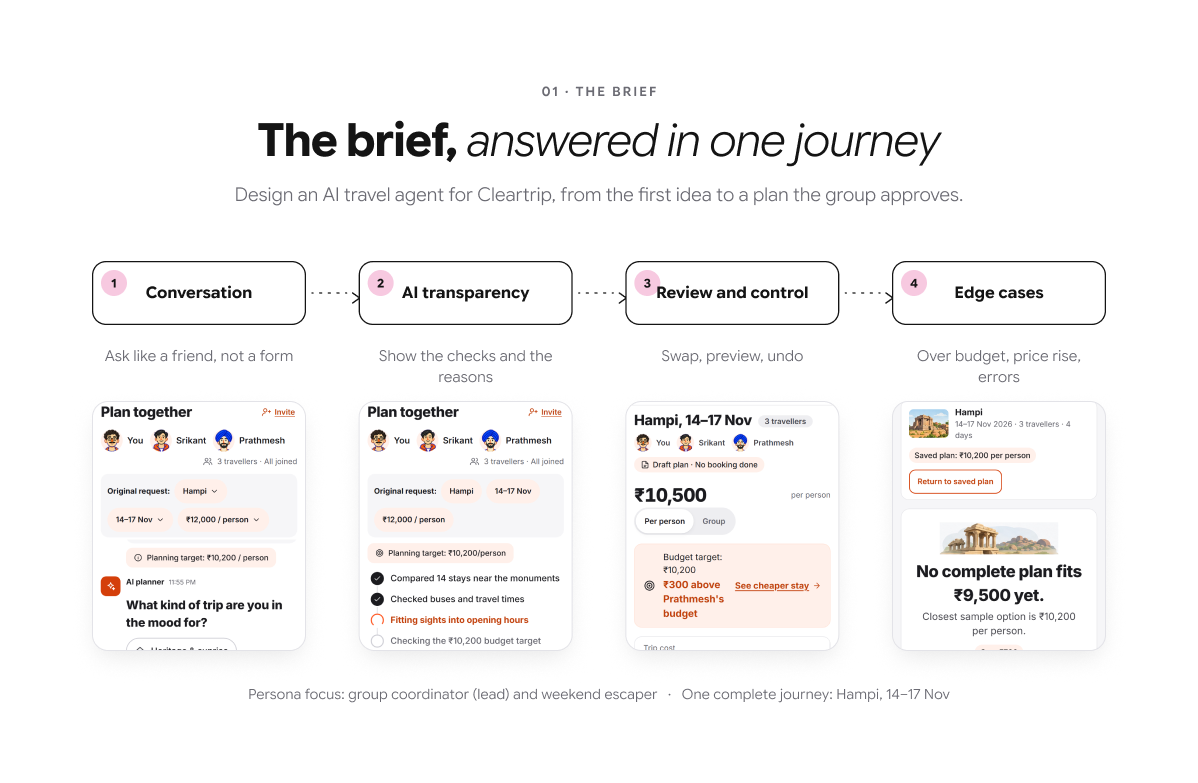 01 · THE BRIEF
The brief, answered in one journey
Design an AI travel agent for Cleartrip, from the first idea to a plan the group approves.
1
Conversation
2
AI transparency
3
Review and control
4
Edge cases
Ask like a friend, not a form
Show the checks and the
reasons
Swap, preview, undo
Over budget, price rise,
errors
Plan together
Invite
You Srikant Prathmesh
3 travellers · All joined
Original request: Hampi
14–17 Nov ₹12,000 / person
Planning target: ₹10,200 / person
AI planner 11:55 PM
What kind of trip are you in
the mood for?
Heritage & sunrise
Plan together
Invite
You Srikant Prathmesh
3 travellers · All joined
Original request: Hampi 14–17 Nov
₹12,000 / person
Planning target: ₹10,200/person
Compared 14 stays near the monuments
Checked buses and travel times
Fitting sights into opening hours
Checking the ₹10,200 budget target
Hampi, 14–17 Nov 3 travellers
You Srikant Prathmesh
Draft plan · No booking done
₹10,500 per person
Per person Group
Budget target:
₹10,200
₹300 above
Prathmesh's
budget
See cheaper stay →
Trip cost
Hampi
14–17 Nov 2026 · 3 travellers · 4
days
Saved plan: ₹10,200 per person
Return to saved plan
No complete plan fits
₹9,500 yet.
Closest sample option is ₹10,200
per person.
Persona focus: group coordinator (lead) and weekend escaper · One complete journey: Hampi, 14–17 Nov